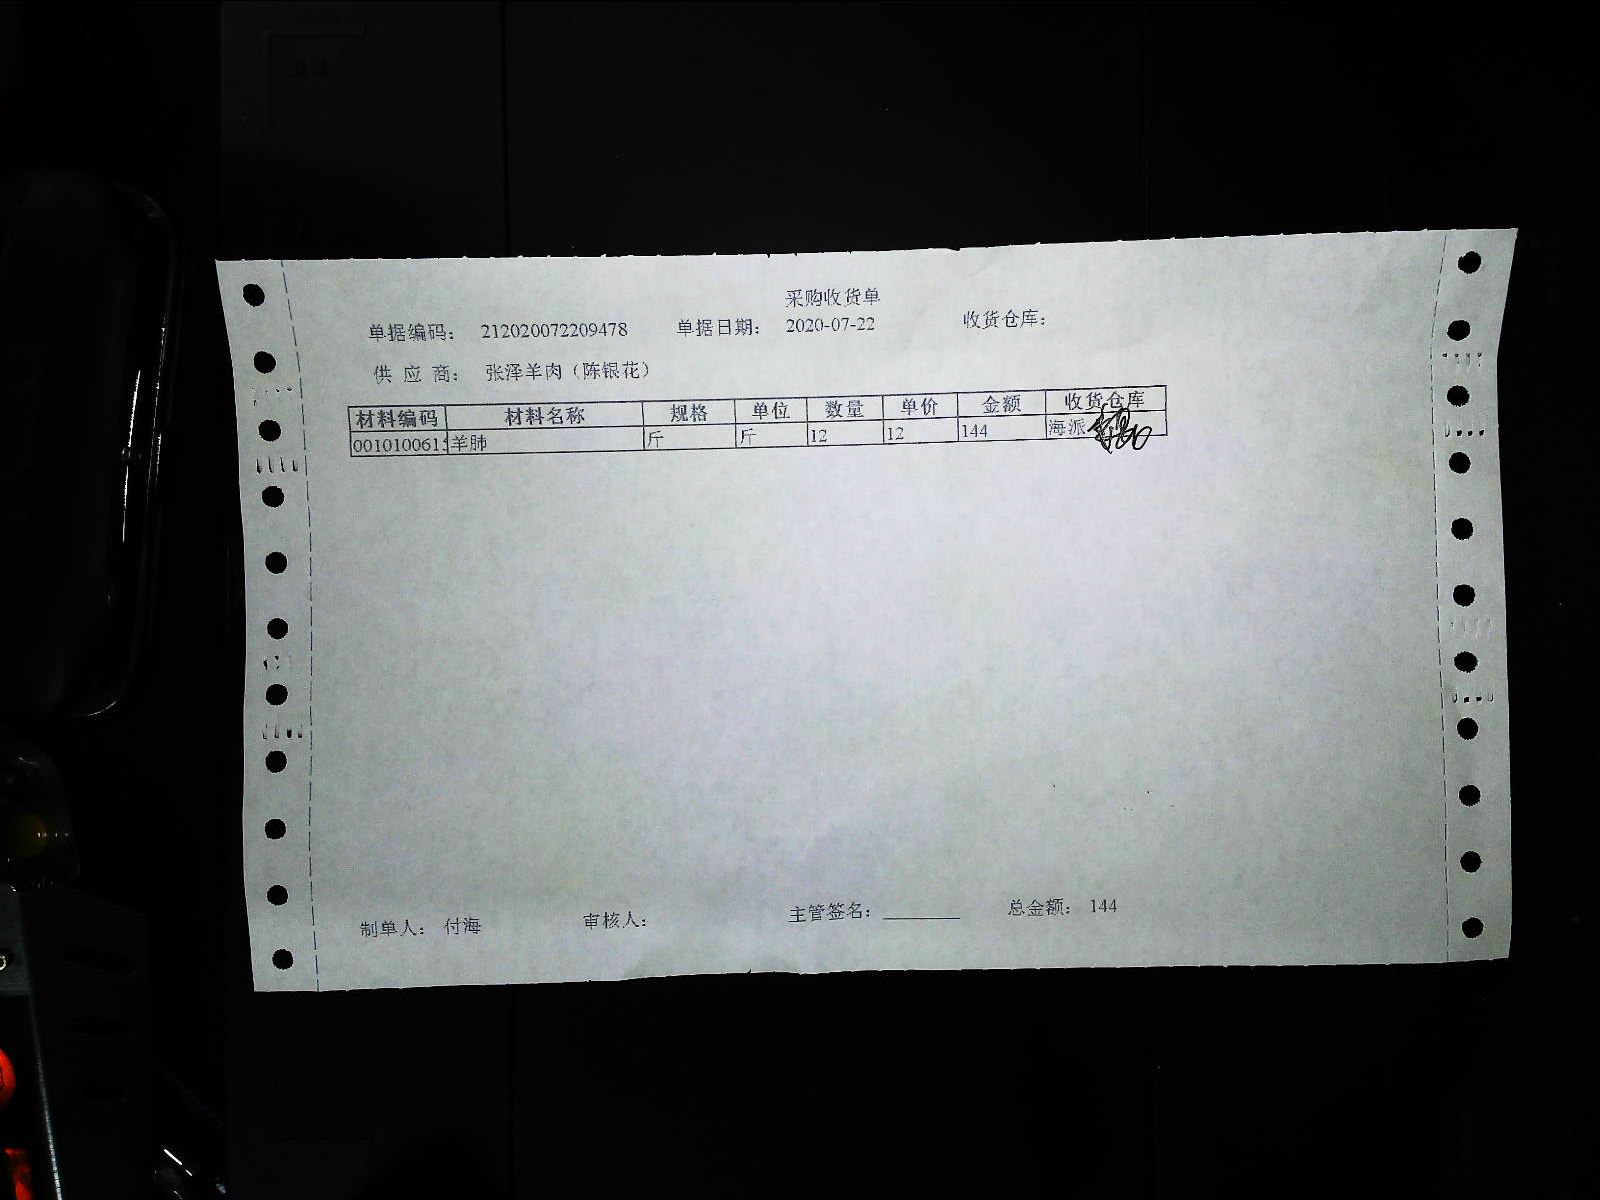 采购收货单
单据编码： 212020072209478 单据日期： 2020-07-22 收货仓库：
供 应 商： 张泽羊肉（陈银花）
材料编码 材料名称 规格 单位 数量 单价 金额 收货仓库
0010100615 羊肺 斤 斤 12 12 144 海派
制单人： 付海 审核人： 主管签名： 总金额： 144